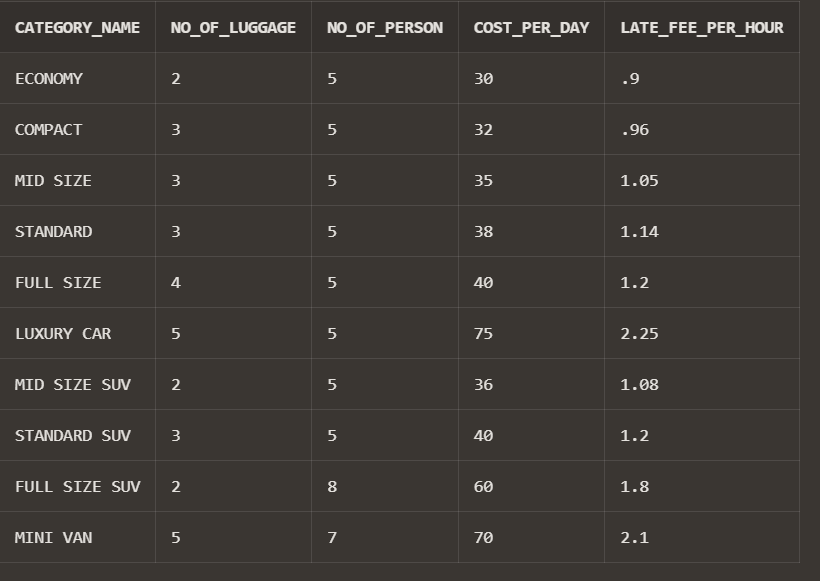 CATEGORY_NAME NO_OF_LUGGAGE NO_OF_PERSON COST_PER_DAY LATE_FEE_PER_HOUR
ECONOMY 2 5 30 .9
COMPACT 3 5 32 .96
MID SIZE 3 5 35 1.05
STANDARD 3 5 38 1.14
FULL SIZE 4 5 40 1.2
LUXURY CAR 5 5 75 2.25
MID SIZE SUV 2 5 36 1.08
STANDARD SUV 3 5 40 1.2
FULL SIZE SUV 2 8 60 1.8
MINI VAN 5 7 70 2.1